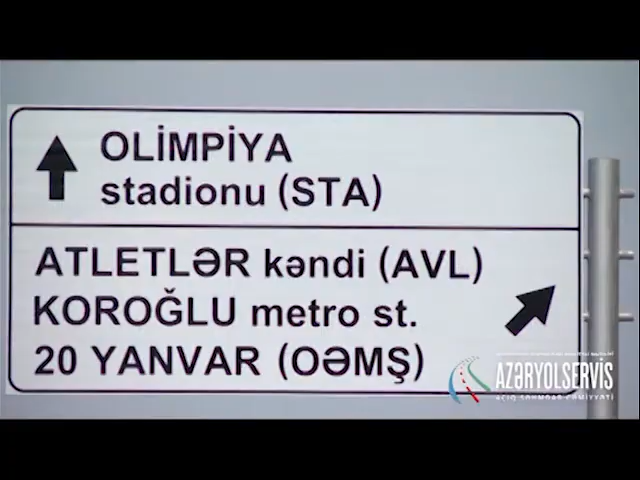 OLİMPİYA
stadionu (STA)
ATLETLƏR kəndi (AVL)
KOROĞLU metro st.
20 YANVAR (OƏMŞ)
AZƏRYOLSERVİS
AÇIQ SƏHMDAR CƏMİYYƏTİ